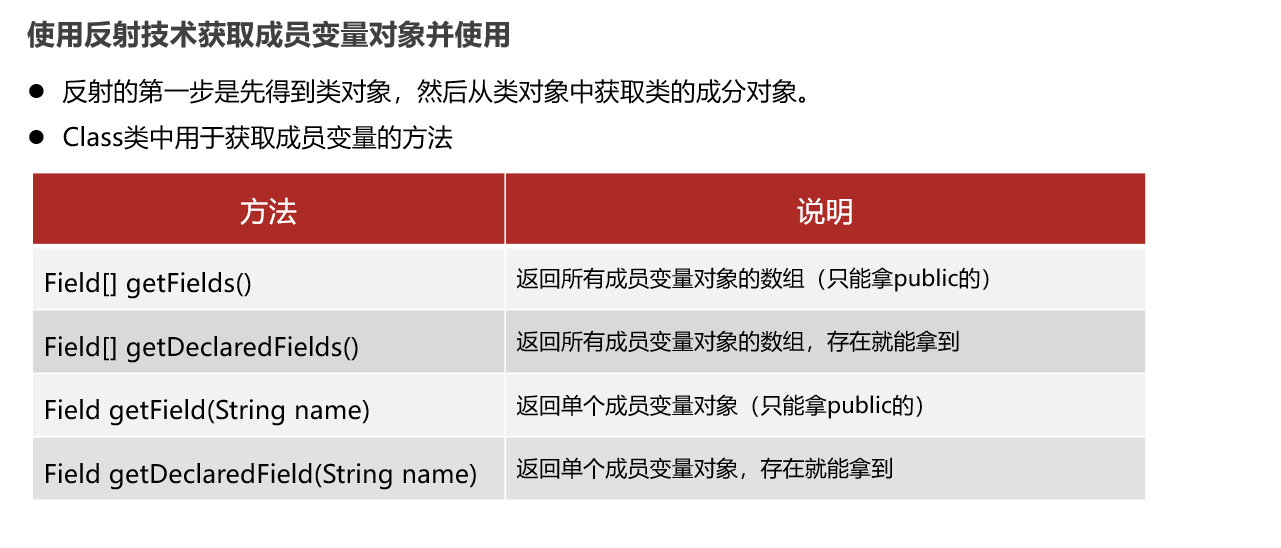 使用反射技术获取成员变量对象并使用
● 反射的第一步是先得到类对象，然后从类对象中获取类的成分对象。
● Class类中用于获取成员变量的方法
方法 说明
Field[] getFields() 返回所有成员变量对象的数组（只能拿public的）
Field[] getDeclaredFields() 返回所有成员变量对象的数组，存在就能拿到
Field getField(String name) 返回单个成员变量对象（只能拿public的）
Field getDeclaredField(String name) 返回单个成员变量对象，存在就能拿到